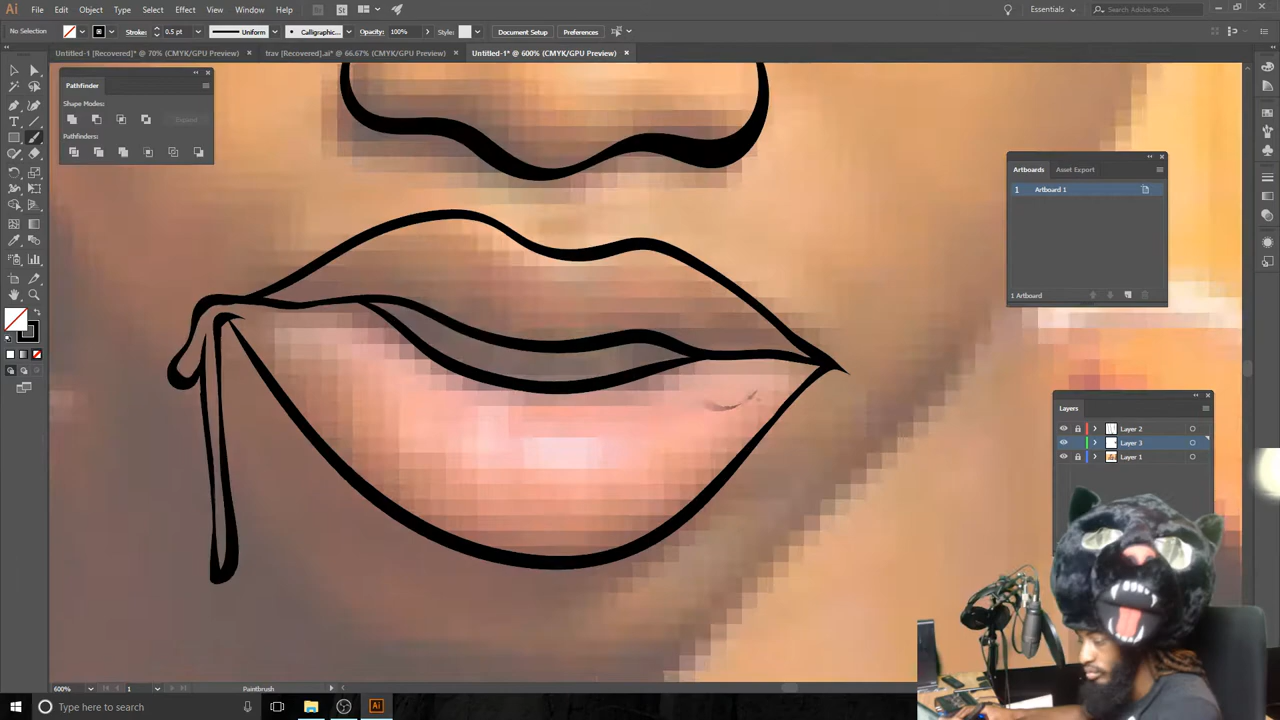 Ai File Edit Object Type Select Effect View Window Help Br St Essentials Search Adobe Stock
No Selection Stroke: 0.5 pt Uniform Calligraphic... Opacity: 100% Style: Document Setup Preferences
Untitled-1 [Recovered]* @ 70% (CMYK/GPU Preview) × trav [Recovered].ai* @ 66.67% (CMYK/GPU Preview) × Untitled-1* @ 600% (CMYK/GPU Preview) ×
Pathfinder
Shape Modes:
Expand
Pathfinders:
Artboards Asset Export
1 Artboard 1
1 Artboard
Layers
Layer 2
Layer 3
Layer 1
600% 1 Paintbrush
Type here to search Ai